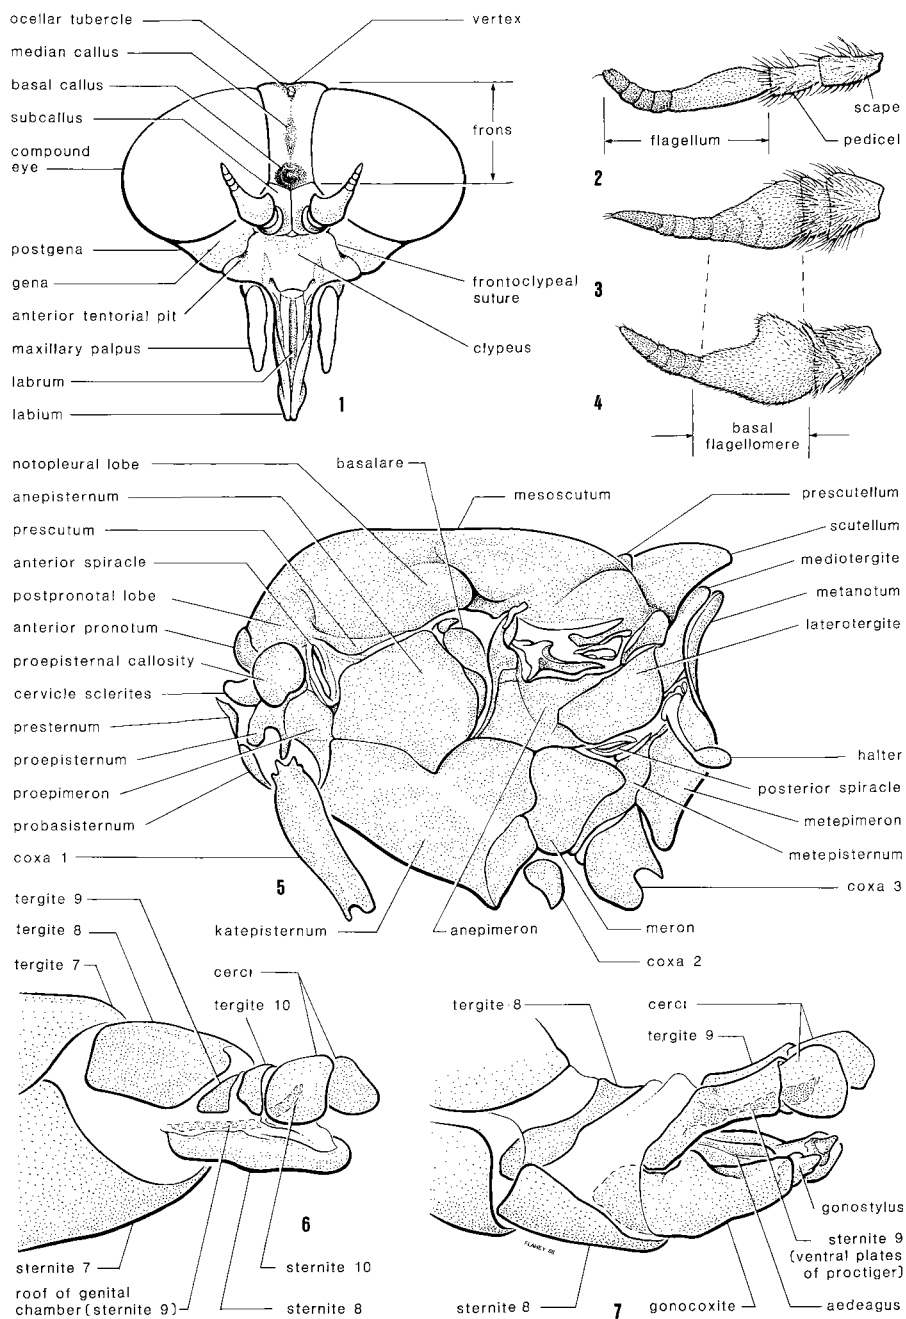 ocellar tubercle
vertex
median callus
basal callus
subcallus
compound
eye
frons
postgena
gena
anterior tentorial pit
maxillary palpus
labrum
labium
frontoclypeal
suture
clypeus
1
scape
pedicel
flagellum
2
3
4
basal
flagellomere
notopleural lobe
basalare
mesoscutum
prescutellum
anepisternum
scutellum
prescutum
mediotergite
anterior spiracle
metanotum
postpronotal lobe
laterotergite
anterior pronotum
proepisternal callosity
cervicle sclerites
presternum
proepisternum
halter
proepimeron
posterior spiracle
probasisternum
metepimeron
coxa 1
metepisternum
5
coxa 3
katepisternum
anepimeron
meron
coxa 2
tergite 9
tergite 8
tergite 7
cerci
tergite 10
6
sternite 7
sternite 10
roof of genital
chamber (sternite 9)
sternite 8
tergite 8
cerci
tergite 9
gonostylus
sternite 9
(ventral plates
of proctiger)
FLAHEY 88
sternite 8
7
gonocoxite
aedeagus